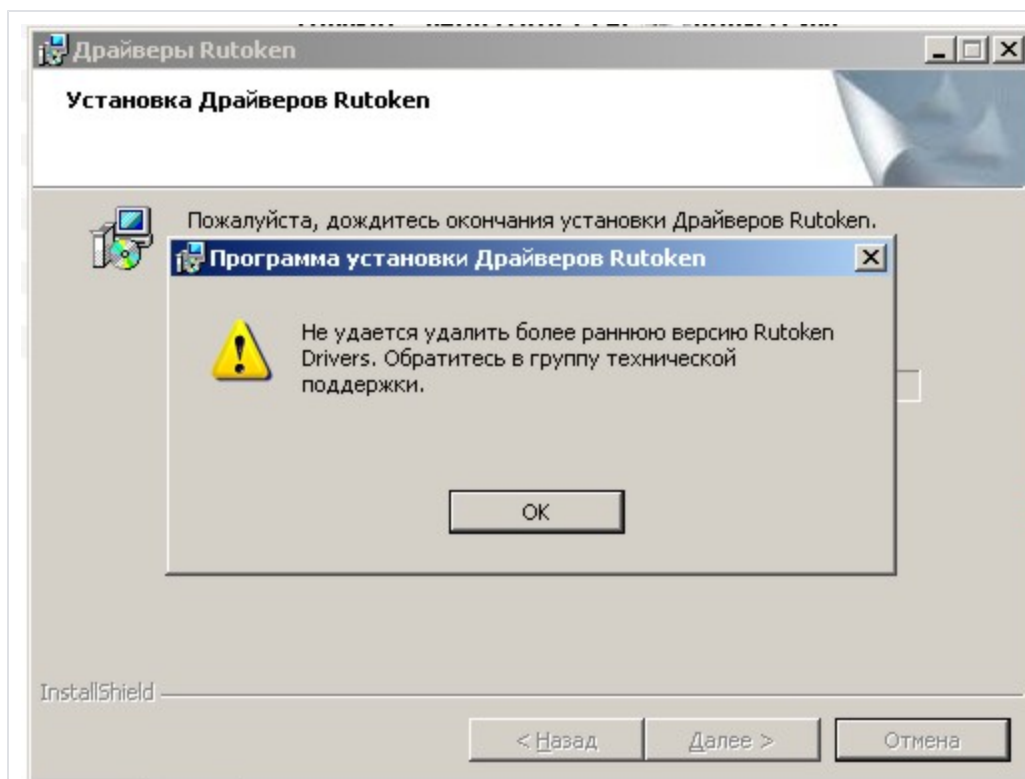 Драйверы Rutoken
Установка Драйверов Rutoken
Пожалуйста, дождитесь окончания установки Драйверов Rutoken.
Программа установки Драйверов Rutoken
Не удается удалить более раннюю версию Rutoken
Drivers. Обратитесь в группу технической
поддержки.
OK
InstallShield
< Назад
Далее >
Отмена